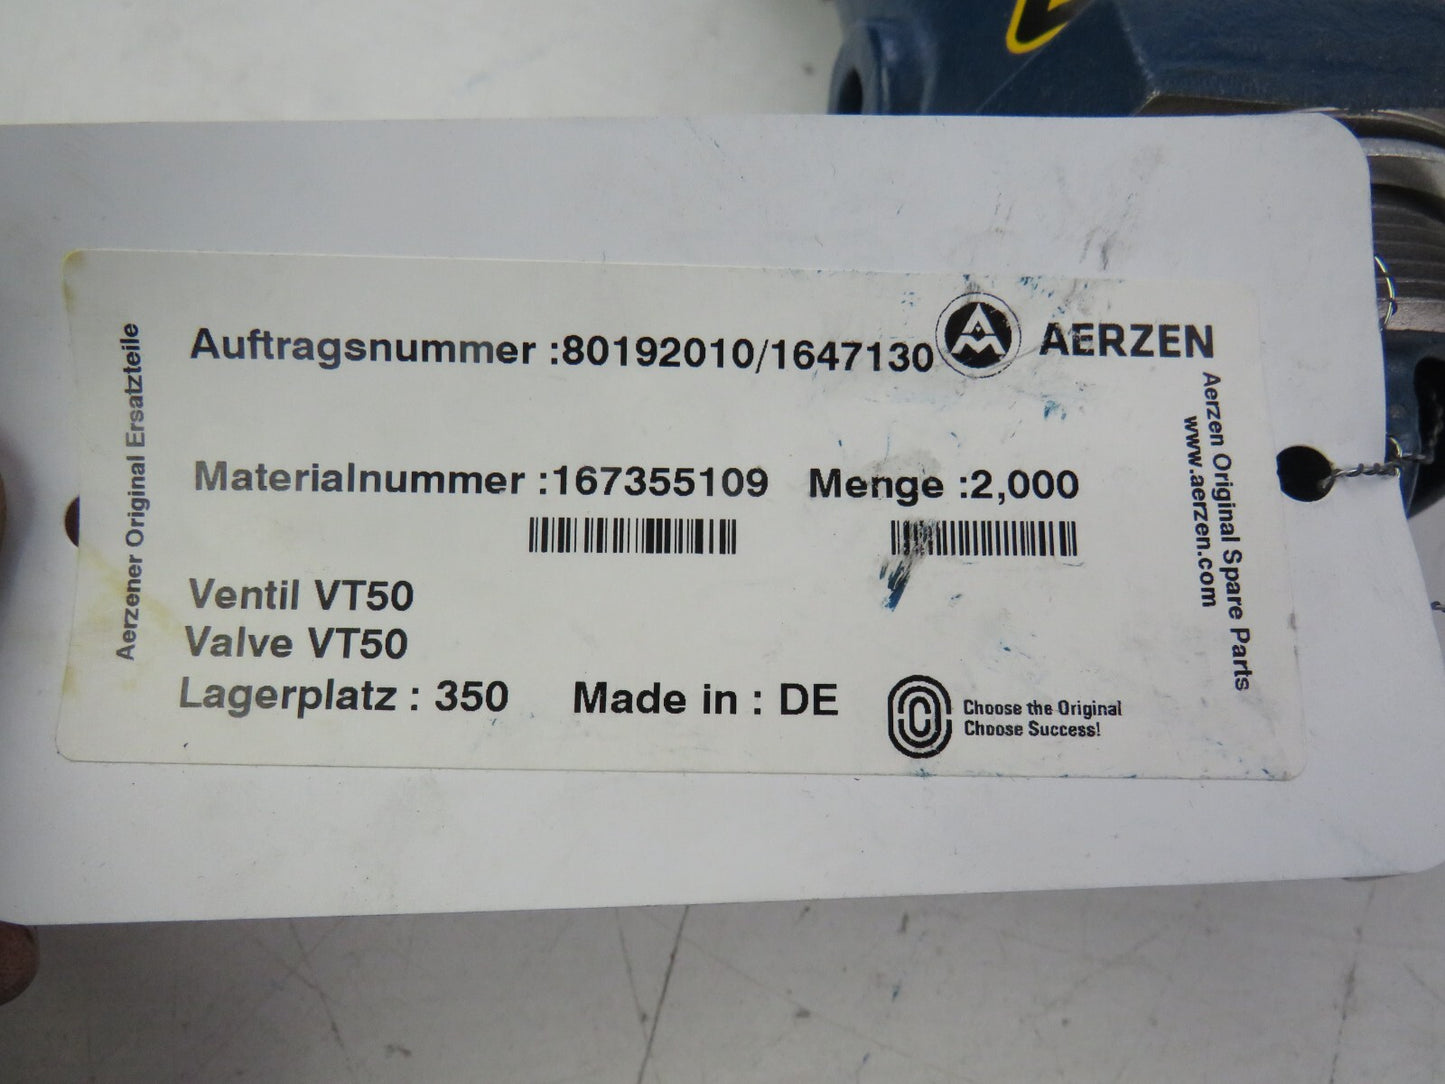 Auftragsnummer :80192010/1647130
AERZEN
Materialnummer :167355109 Menge :2,000
Ventil VT50
Valve VT50
Lagerplatz : 350 Made in : DE
Choose the Original
Choose Success!
Aerzener Original Ersatzteile
Aerzen Original Spare Parts
www.aerzen.com